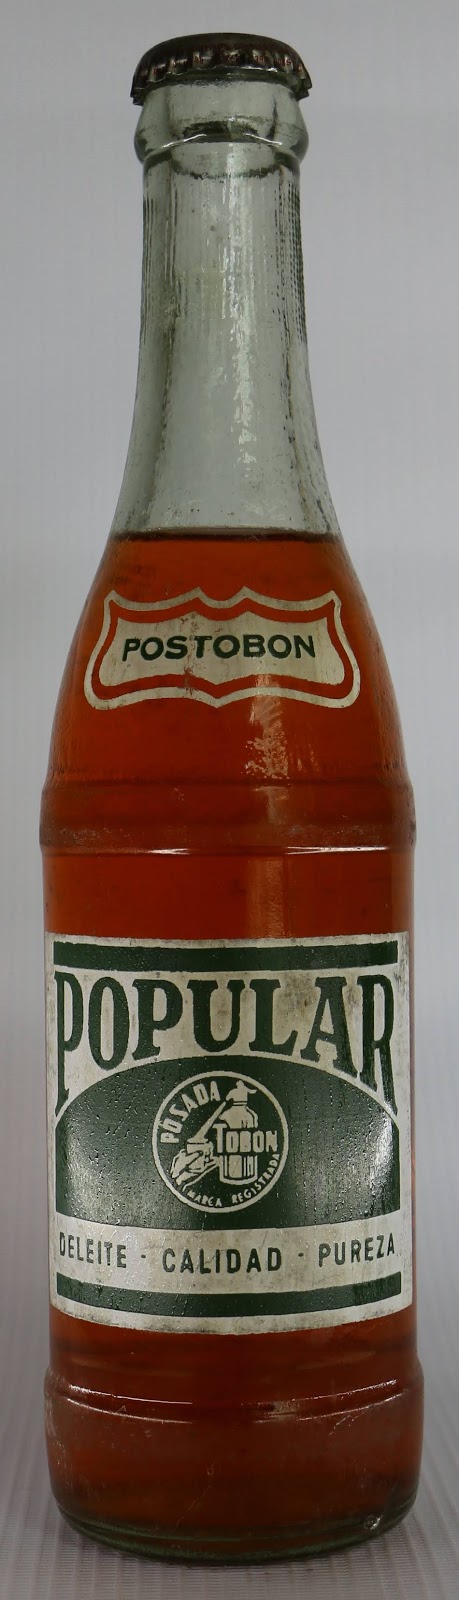 POSTOBON
POPULAR
POSADA
TOBON
MARCA REGISTRADA
DELEITE - CALIDAD - PUREZA